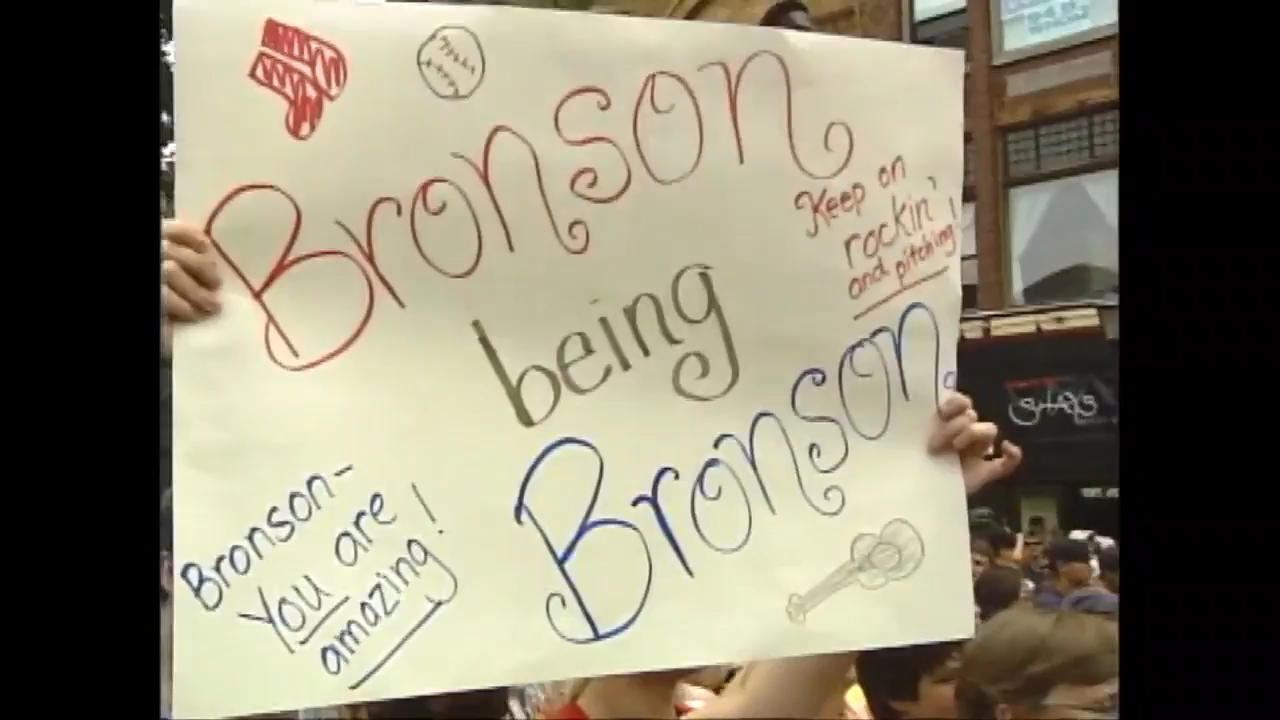 Bronson
being
Bronson
Keep on
rockin'
and pitching!
Bronson-
You are
amazing!